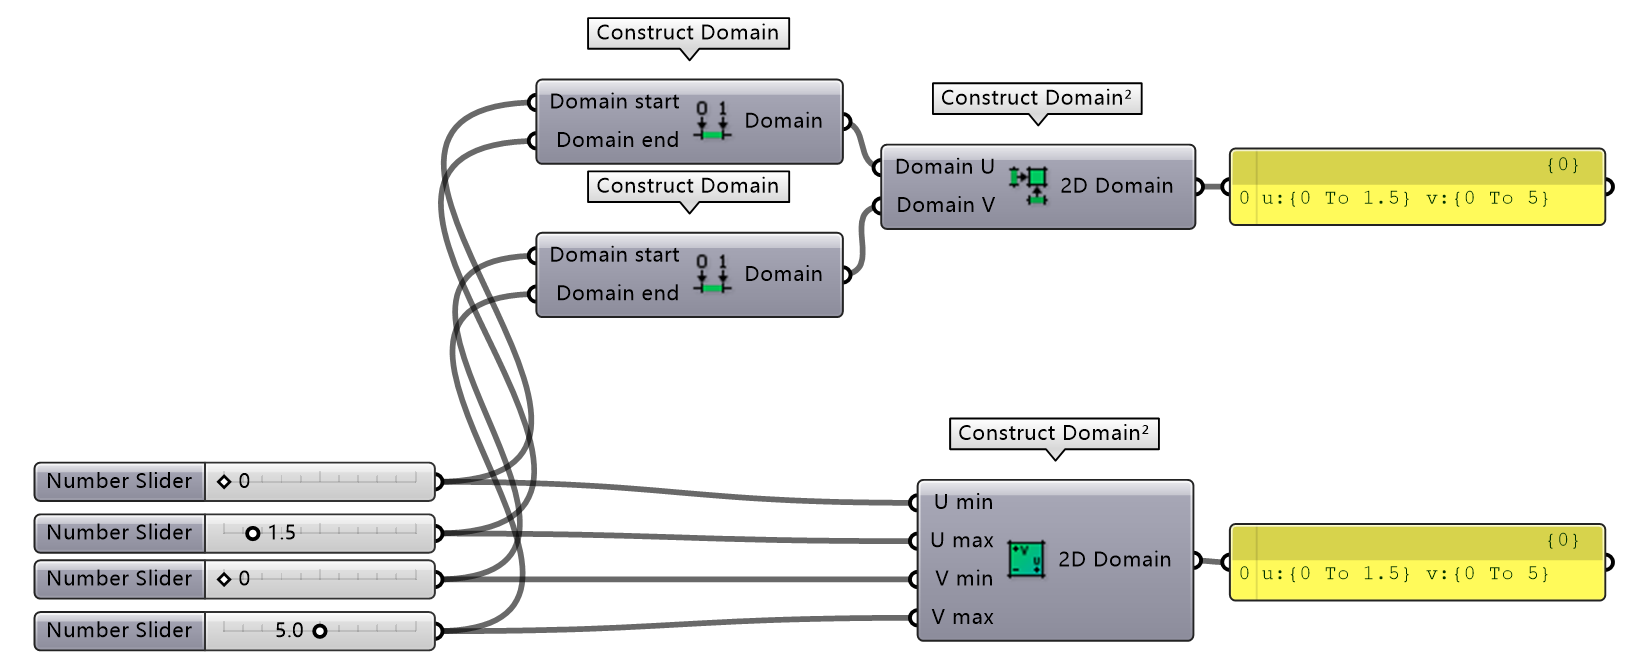 Construct Domain
Domain start
Domain end
0 1
Domain
Construct Domain
Domain start
Domain end
0 1
Domain
Construct Domain²
Domain U
Domain V
2D Domain
{0}
0 u:{0 To 1.5} v:{0 To 5}
Number Slider 0
Number Slider 1.5
Number Slider 0
Number Slider 5.0
Construct Domain²
U min
U max
V min
V max
+V
U
- +
2D Domain
{0}
0 u:{0 To 1.5} v:{0 To 5}